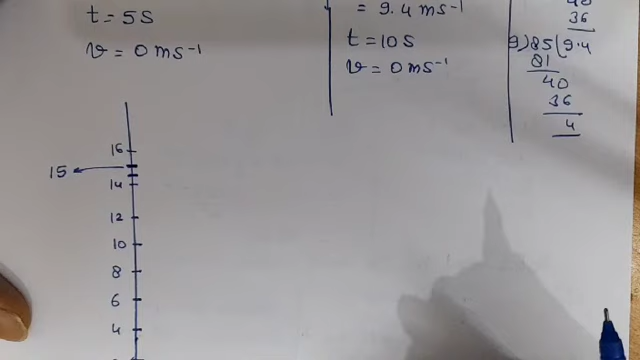 t = 5 s
v = 0 ms⁻¹
= 9.4 ms⁻¹
t = 10 s
v = 0 ms⁻¹
36
9)85(9.4
81
40
36
4
16
15
14
12
10
8
6
4